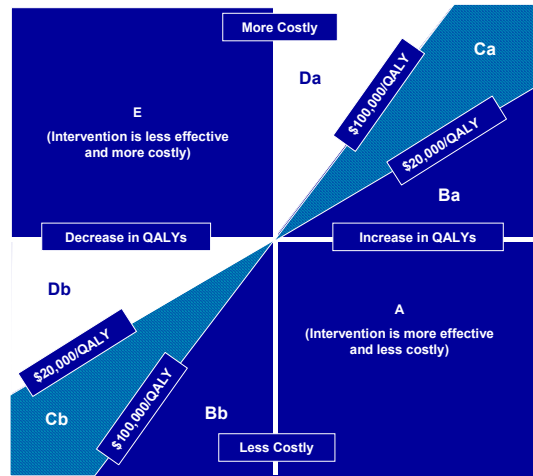 More Costly
Ca
Da
$100,000/QALY
E
(Intervention is less effective
and more costly)
$20,000/QALY
Ba
Decrease in QALYs
Increase in QALYs
Db
A
(Intervention is more effective
and less costly)
$20,000/QALY
$100,000/QALY
Cb
Bb
Less Costly